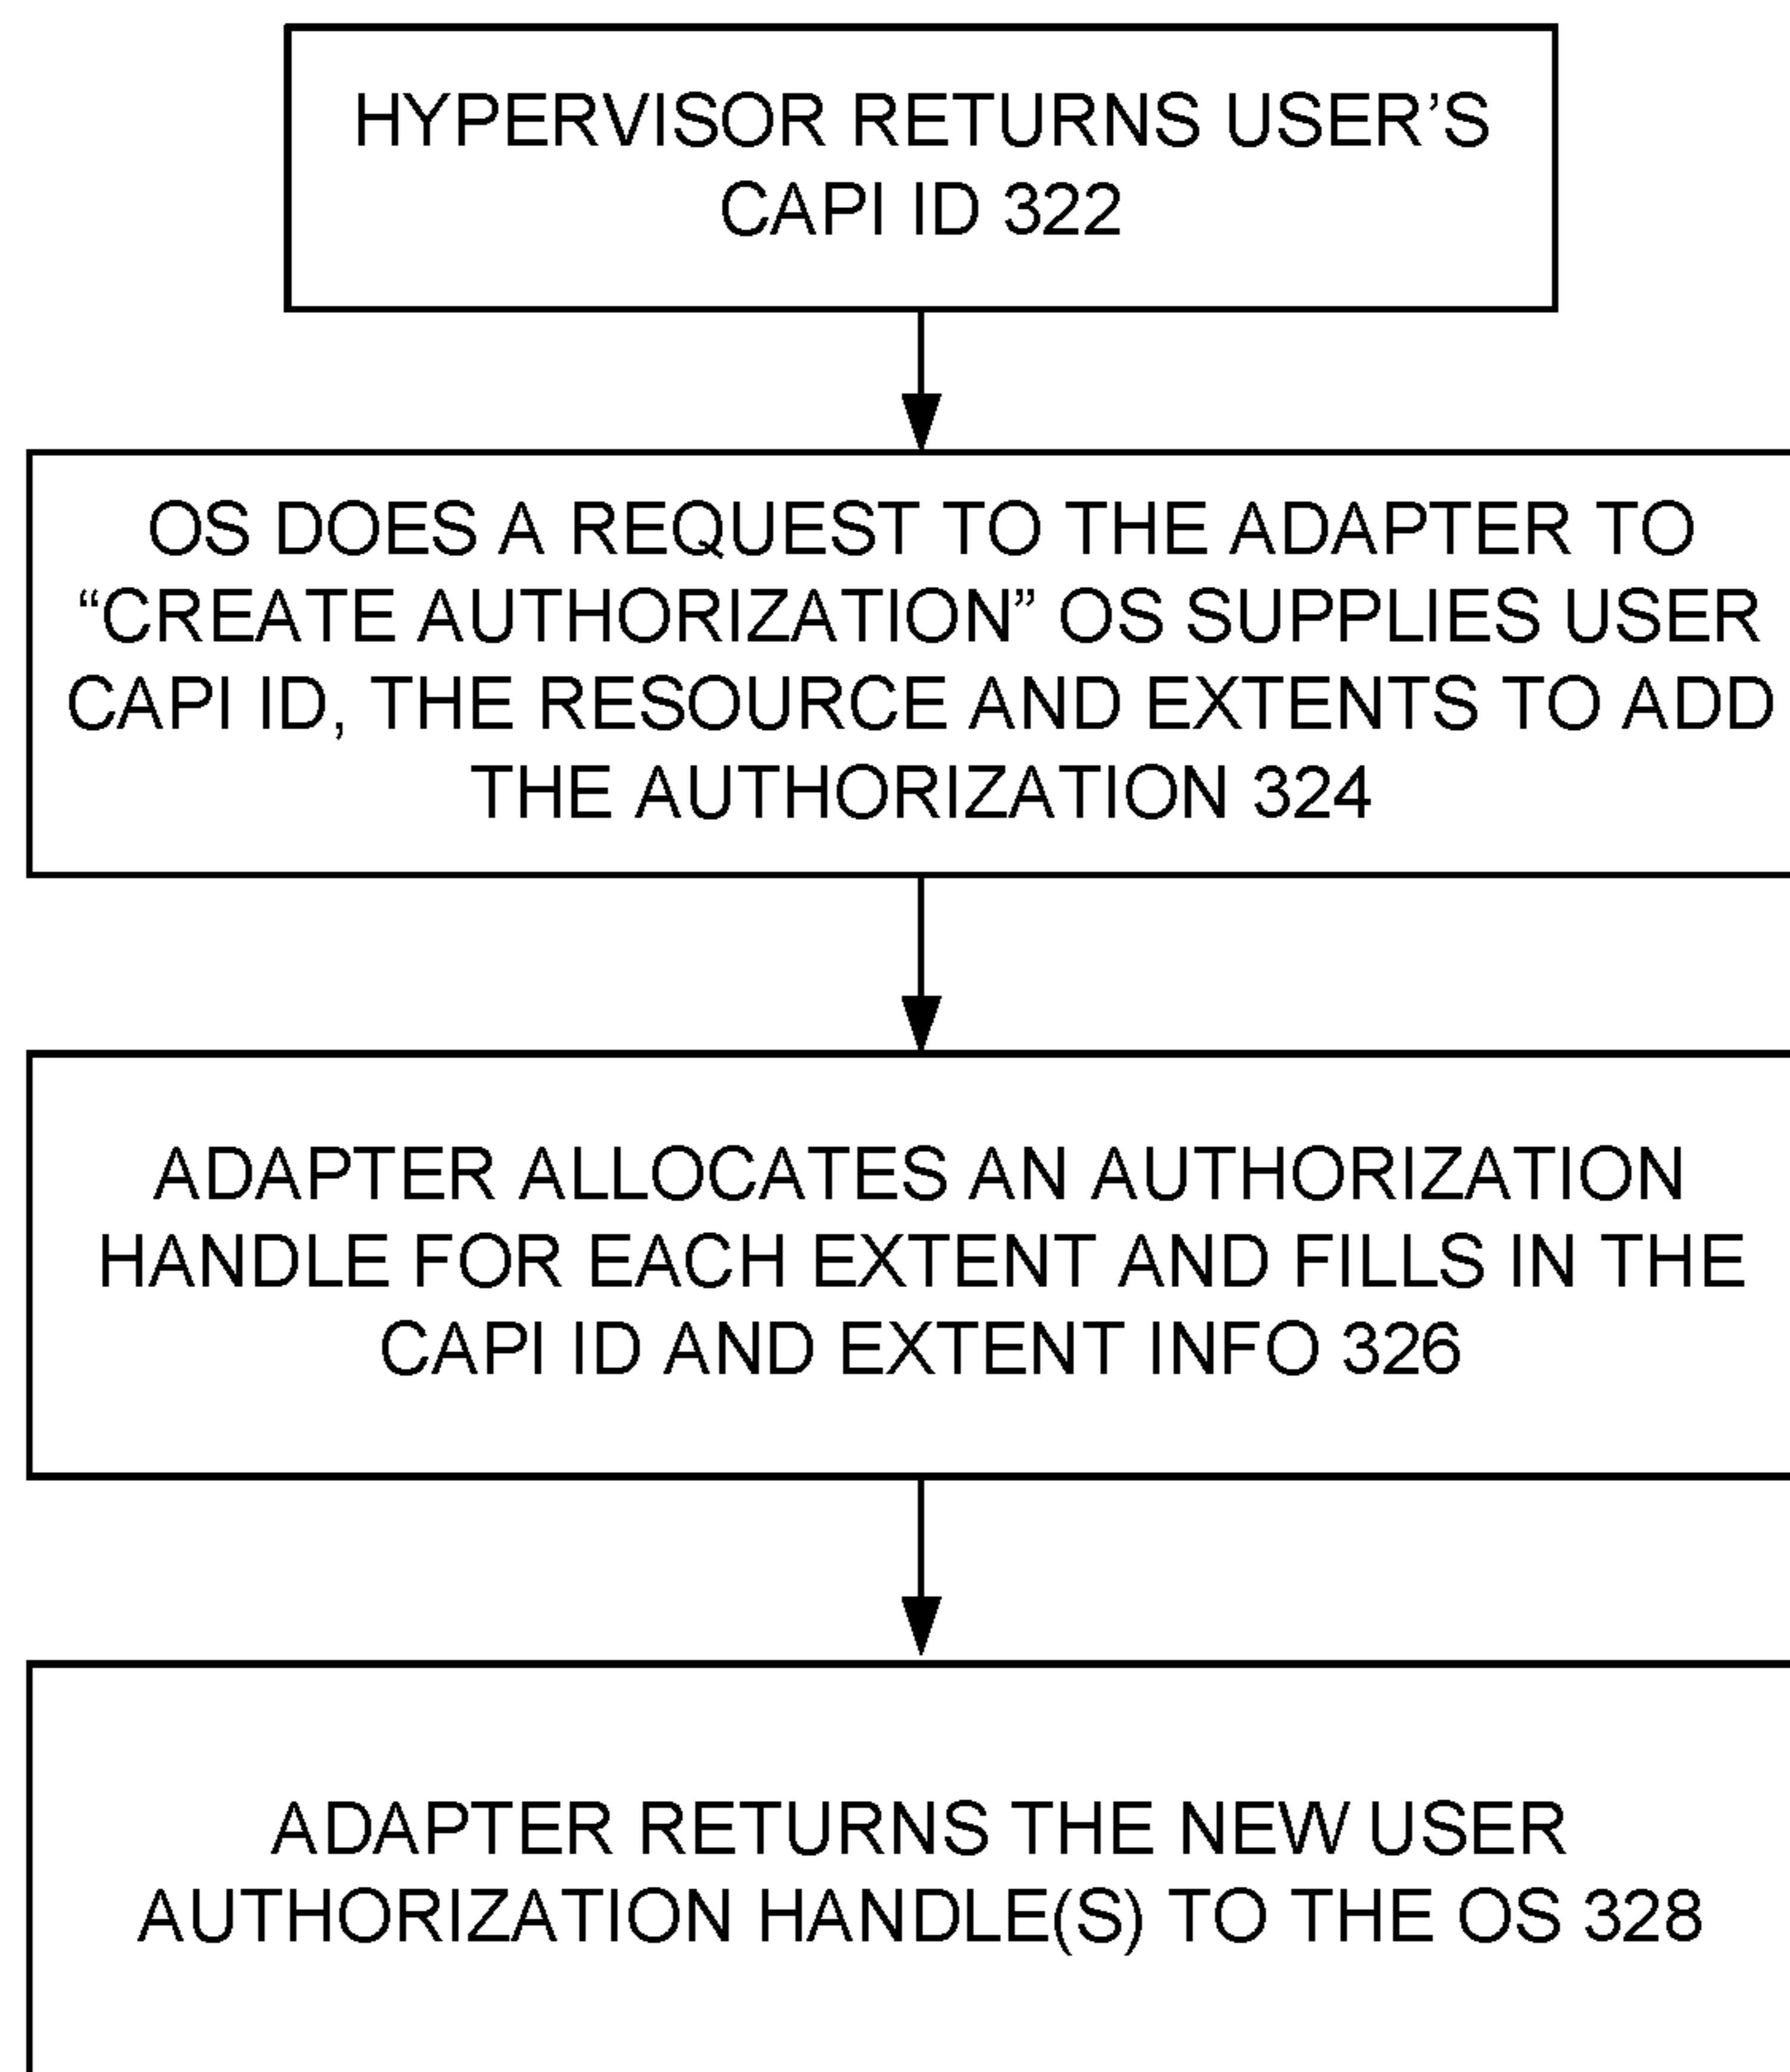 HYPERVISOR RETURNS USER’S
CAPI ID 322
OS DOES A REQUEST TO THE ADAPTER TO
“CREATE AUTHORIZATION” OS SUPPLIES USER
CAPI ID, THE RESOURCE AND EXTENTS TO ADD
THE AUTHORIZATION 324
ADAPTER ALLOCATES AN AUTHORIZATION
HANDLE FOR EACH EXTENT AND FILLS IN THE
CAPI ID AND EXTENT INFO 326
ADAPTER RETURNS THE NEW USER
AUTHORIZATION HANDLE(S) TO THE OS 328